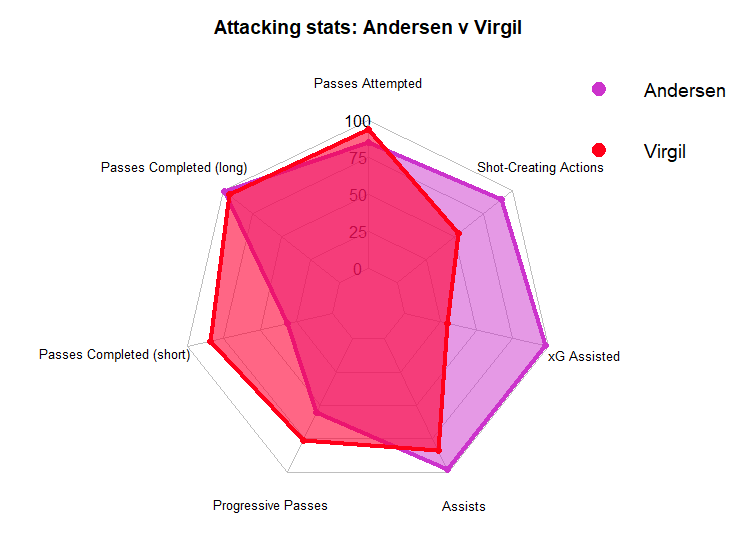 Attacking stats: Andersen v Virgil
Passes Attempted
Andersen
100
Virgil
75
Passes Completed (long)
Shot-Creating Actions
50
25
0
Passes Completed (short)
xG Assisted
Progressive Passes
Assists